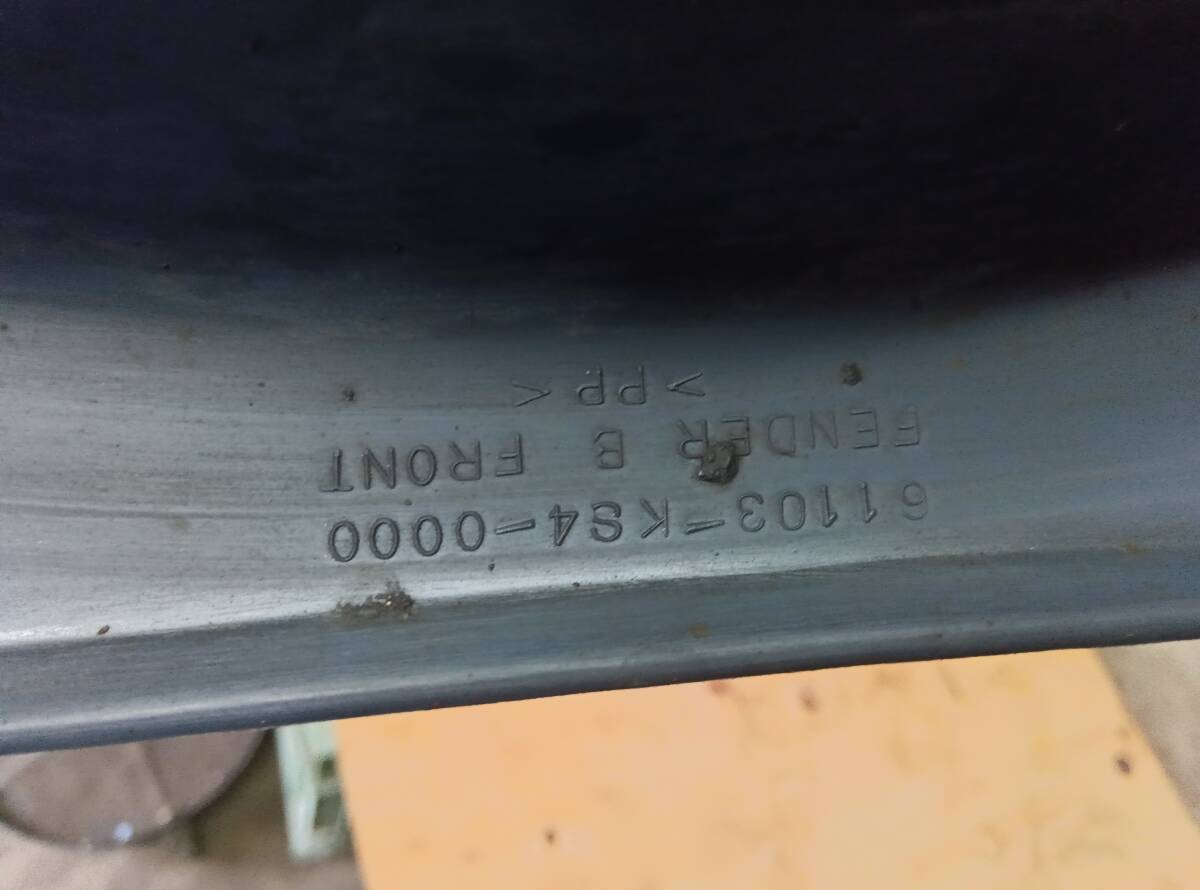 61103-KS4-0000
FENDER B FRONT
>PP<